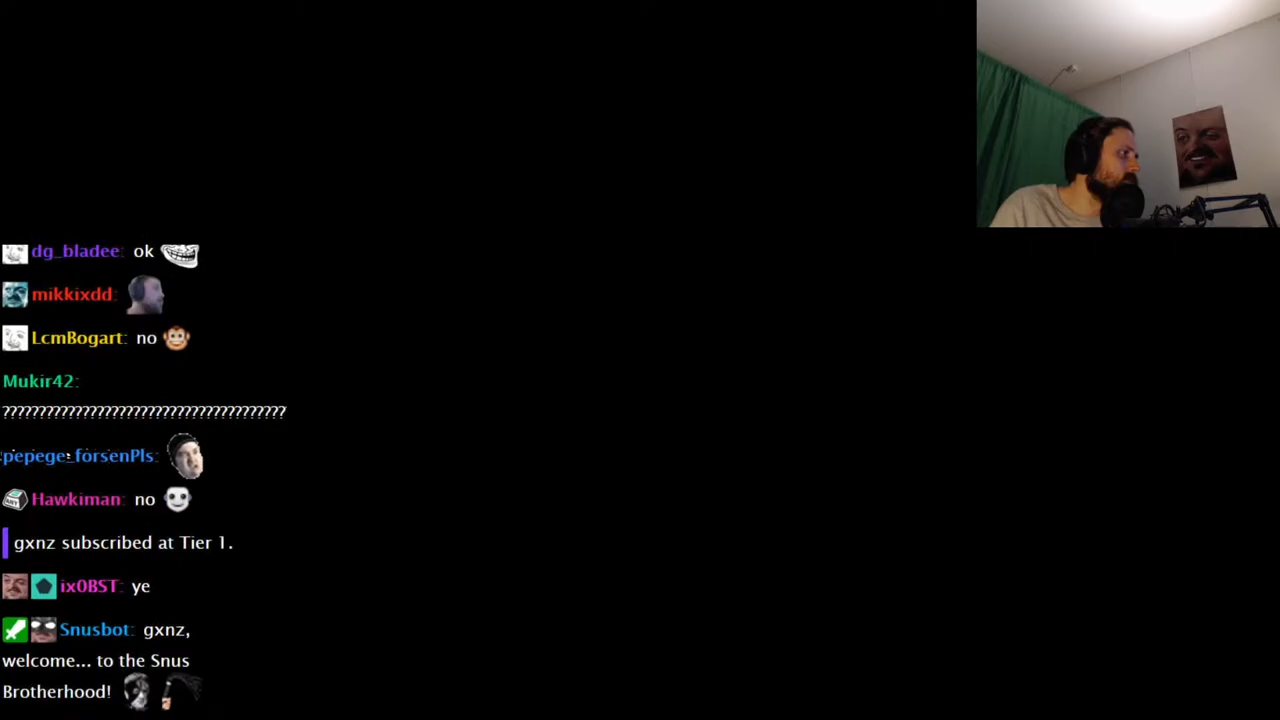 dg_bladee: ok
mikkixdd:
LcmBogart: no
Mukir42:
???????????????????????????????????????
pepege_forsenPls:
Hawkiman: no
gxnz subscribed at Tier 1.
ix0BST: ye
Snusbot: gxnz,
welcome... to the Snus
Brotherhood!